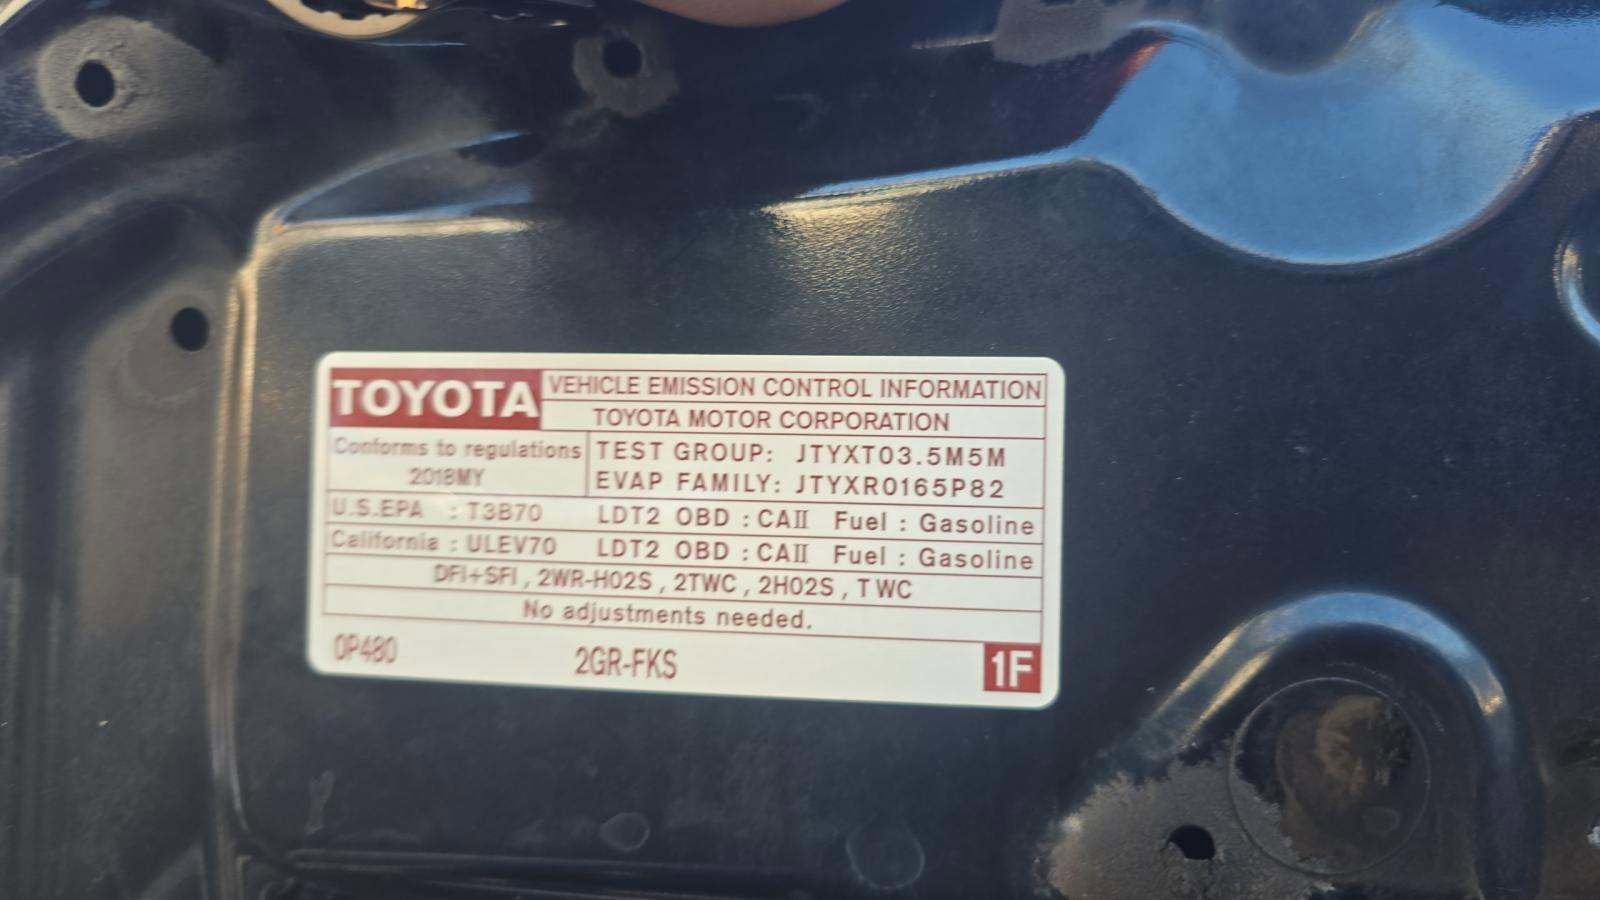 TOYOTA VEHICLE EMISSION CONTROL INFORMATION
TOYOTA MOTOR CORPORATION
Conforms to regulations
2018MY
TEST GROUP: JTYXT03.5M5M
EVAP FAMILY: JTYXR0165P82
U.S.EPA : T3B70 LDT2 OBD : CAII Fuel : Gasoline
California : ULEV70 LDT2 OBD : CAII Fuel : Gasoline
DFI+SFI, 2WR-HO2S, 2TWC, 2HO2S, TWC
No adjustments needed.
0P480 2GR-FKS 1F